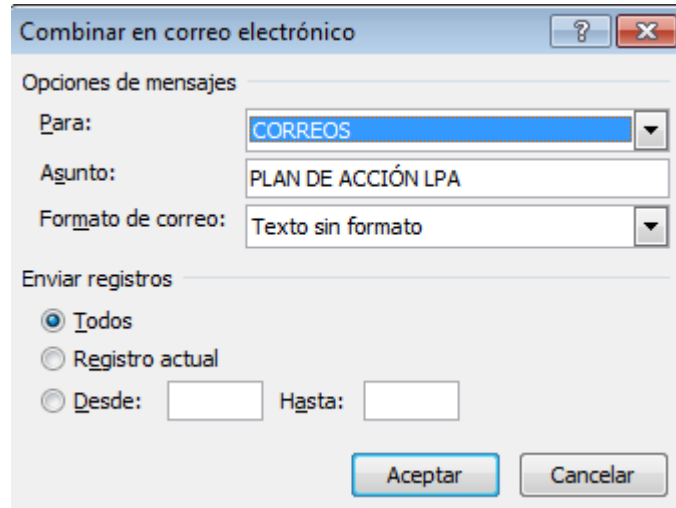 Combinar en correo electrónico
Opciones de mensajes
Para: CORREOS
Asunto: PLAN DE ACCIÓN LPA
Formato de correo: Texto sin formato
Enviar registros
Todos
Registro actual
Desde: Hasta:
Aceptar Cancelar